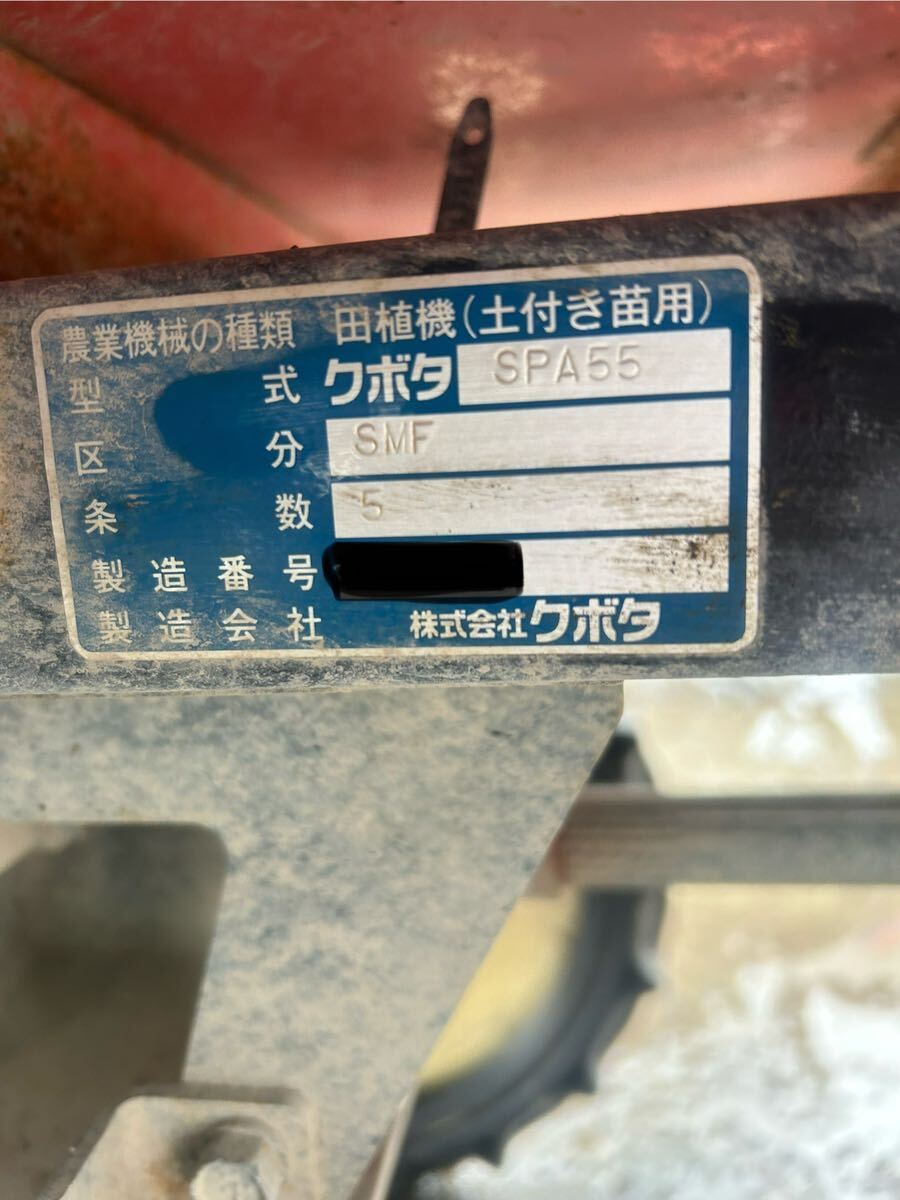 農業機械の種類 田植機(土付き苗用)
型式 クボタ SPA55
区分 SMF
条数 5
製造番号
製造会社 株式会社クボタ